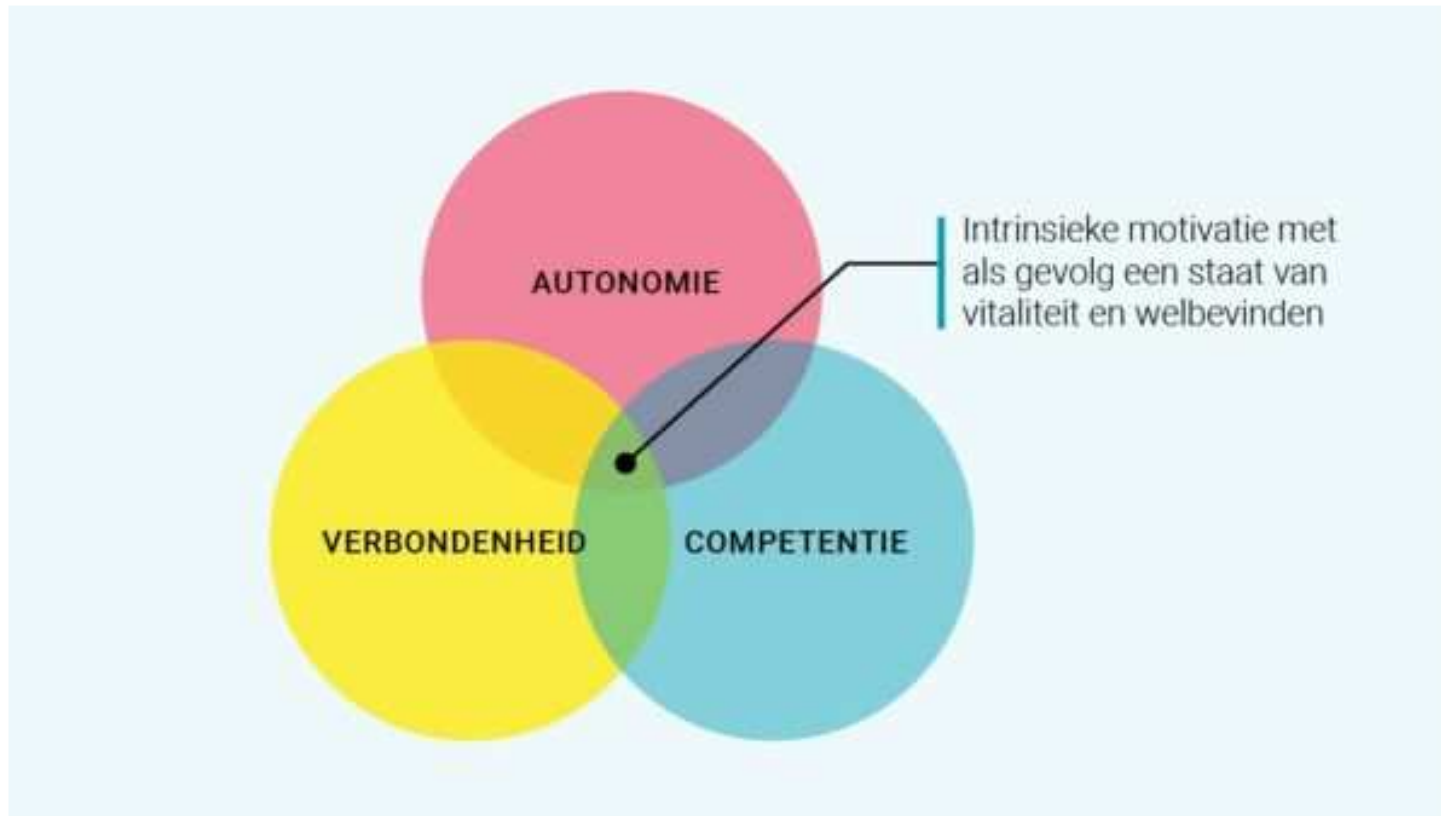 AUTONOMIE
Intrinsieke motivatie met
als gevolg een staat van
vitaliteit en welbevinden
VERBONDENHEID
COMPETENTIE